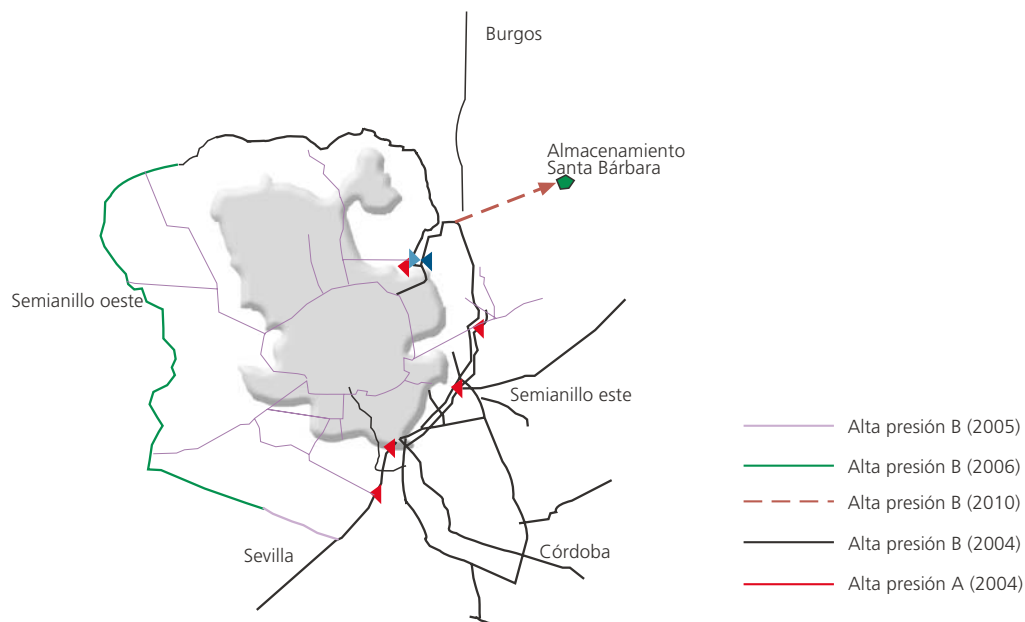 Burgos
Almacenamiento
Santa Bárbara
Semianillo oeste
Semianillo este
Sevilla
Córdoba
Alta presión B (2005)
Alta presión B (2006)
Alta presión B (2010)
Alta presión B (2004)
Alta presión A (2004)